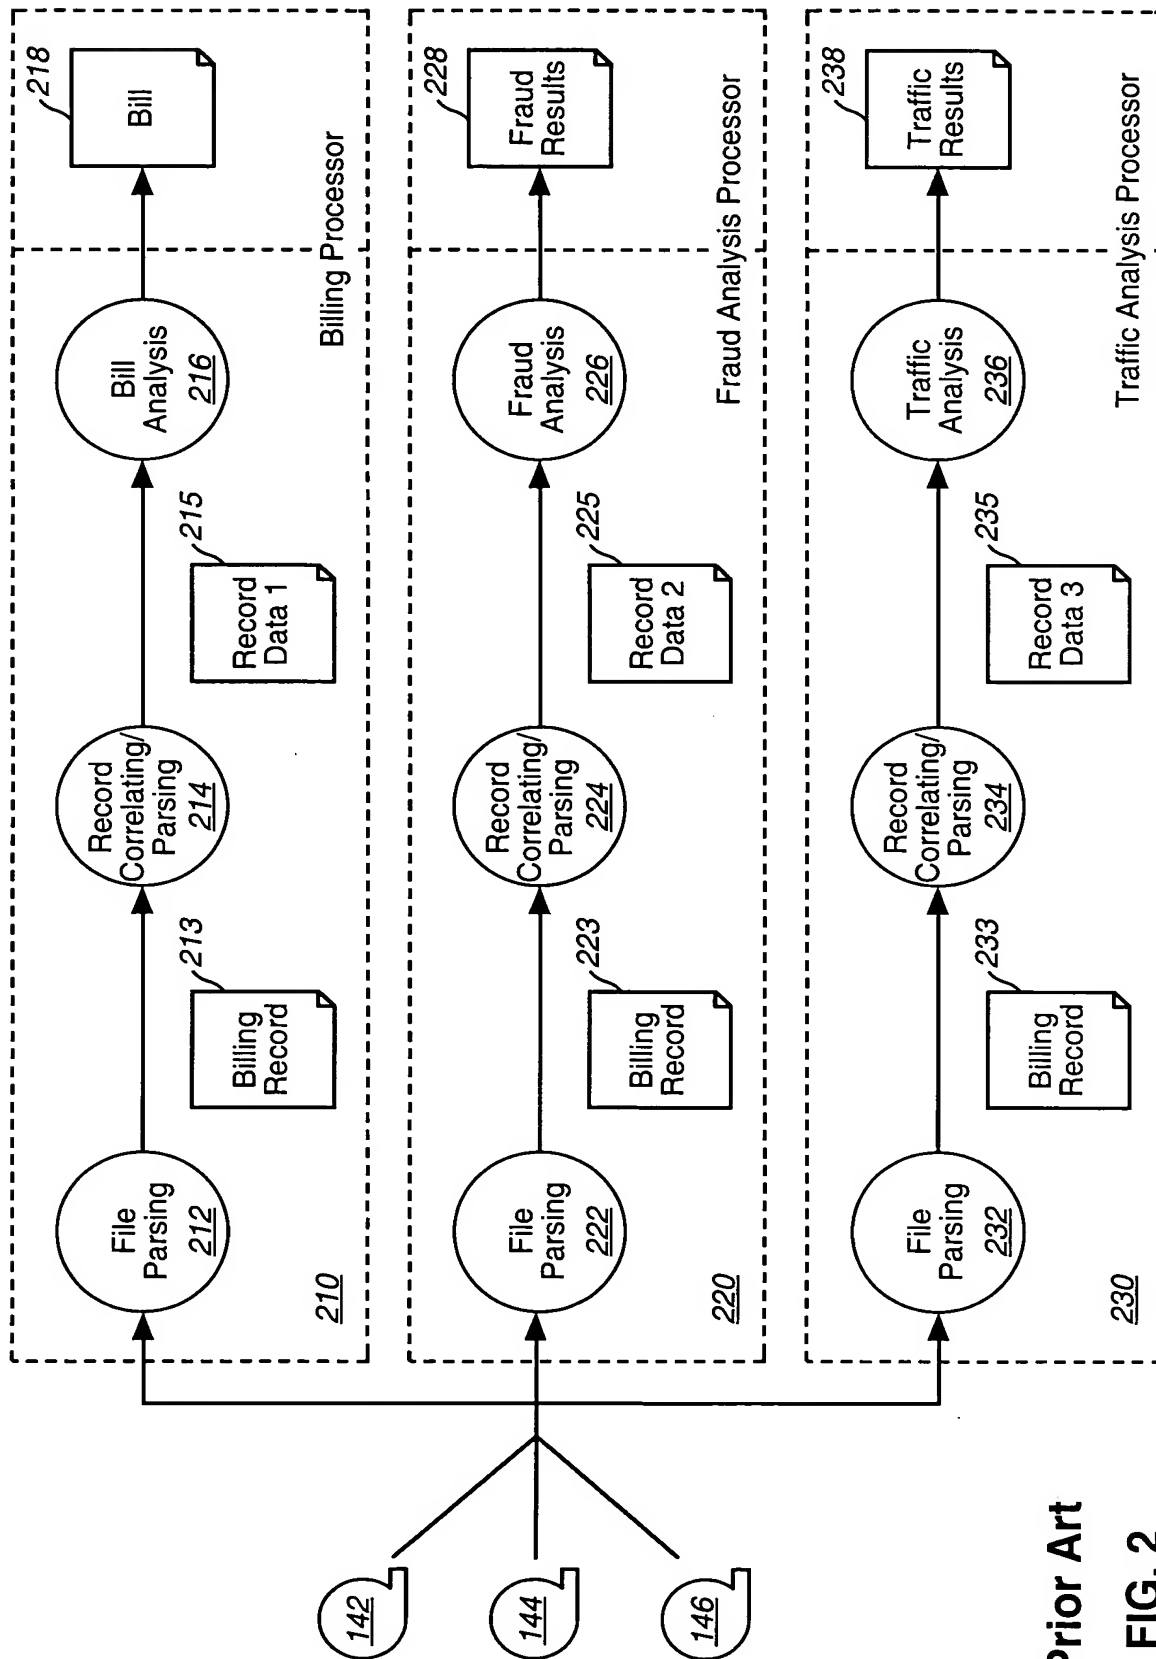 142
144
146
File
Parsing
212
Billing
Record
213
Record
Correlating/
Parsing
214
Record
Data 1
215
Bill
Analysis
216
Bill
218
210
Billing Processor
File
Parsing
222
Billing
Record
223
Record
Correlating/
Parsing
224
Record
Data 2
225
Fraud
Analysis
226
Fraud
Results
228
220
Fraud Analysis Processor
File
Parsing
232
Billing
Record
233
Record
Correlating/
Parsing
234
Record
Data 3
235
Traffic
Analysis
236
Traffic
Results
238
230
Traffic Analysis Processor
Prior Art
FIG. 2